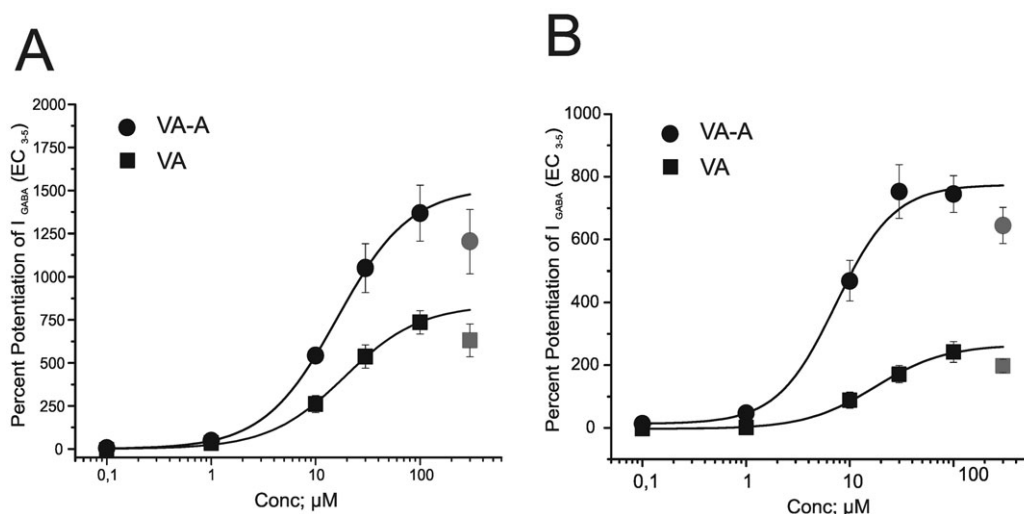 A
Percent Potentiation of I GABA (EC 3-5)
2000
1750
1500
1250
1000
750
500
250
0
VA-A
VA
0,1
1
10
100
Conc; µM
B
Percent Potentiation of I GABA (EC 3-5)
1000
800
600
400
200
0
VA-A
VA
0,1
1
10
100
Conc; µM